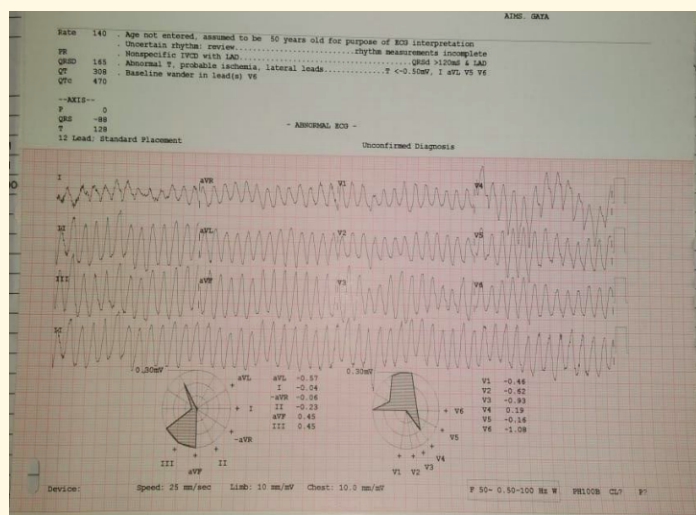 AIMS. GAYA
Rate 140 . Age not entered, assumed to be 50 years old for purpose of ECG interpretation
. Uncertain rhythm: review.......................rhythm measurements incomplete
PR . Nonspecific IVCD with LAD.................................QRSd >120mS & LAD
QRSD 165 . Abnormal T, probable ischemia, lateral leads............T <-0.50mV, I aVL V5 V6
QT 308 . Baseline wander in lead(s) V6
QTc 470
--AXIS--
P 0
QRS -88
T 128
- ABNORMAL ECG -
12 Lead: Standard Placement
Unconfirmed Diagnosis
I aVR V1 V4
II aVL V2 V5
III aVF V3 V6
II
-0.30mV
aVL
I
-aVR
II
aVF
III
aVL -0.57
I -0.04
-aVR -0.06
II -0.23
aVF 0.45
III 0.45
0.30mV
V6
V5
V4
V3
V2
V1
V1 -0.46
V2 -0.62
V3 -0.93
V4 0.19
V5 -0.16
V6 -1.08
Device: Speed: 25 mm/sec Limb: 10 mm/mV Chest: 10.0 mm/mV F 50- 0.50-100 Hz W PH100B CL? P?